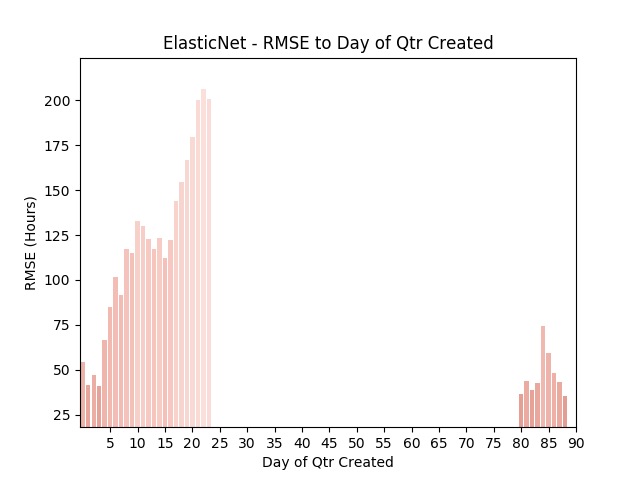 ElasticNet - RMSE to Day of Qtr Created
RMSE (Hours)
200
175
150
125
100
75
50
25
5 10 15 20 25 30 35 40 45 50 55 60 65 70 75 80 85 90
Day of Qtr Created